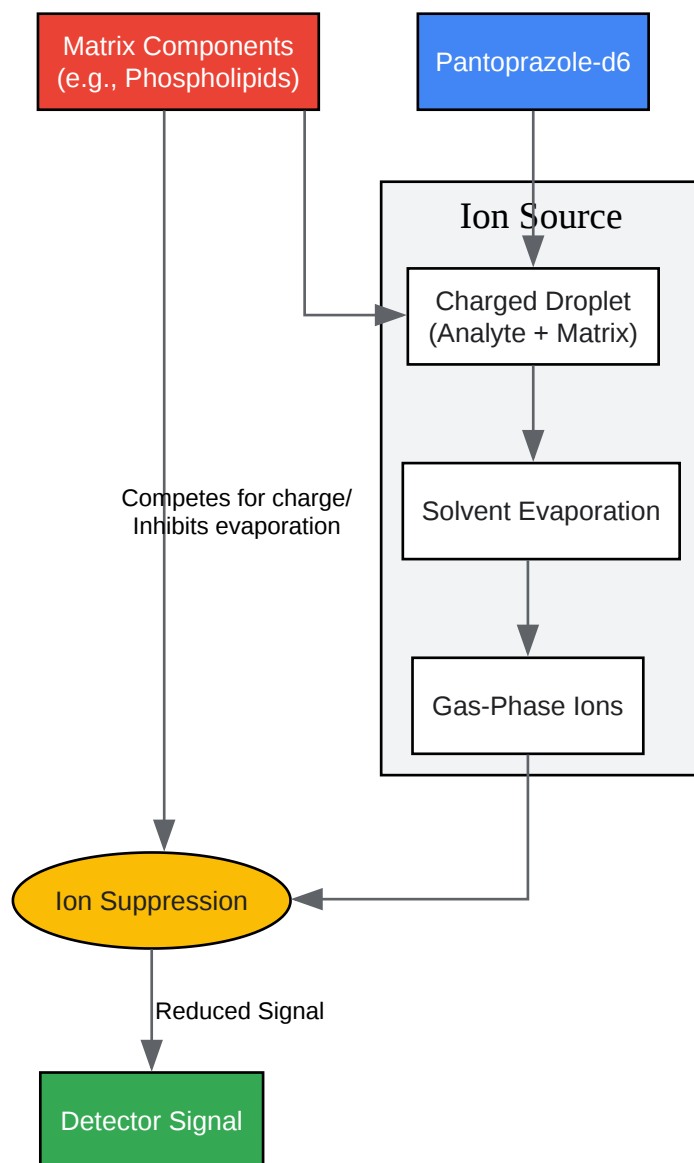 Matrix Components
(e.g., Phospholipids)
Pantoprazole-d6
Ion Source
Charged Droplet
(Analyte + Matrix)
Competes for charge/
Inhibits evaporation
Solvent Evaporation
Gas-Phase Ions
Ion Suppression
Reduced Signal
Detector Signal